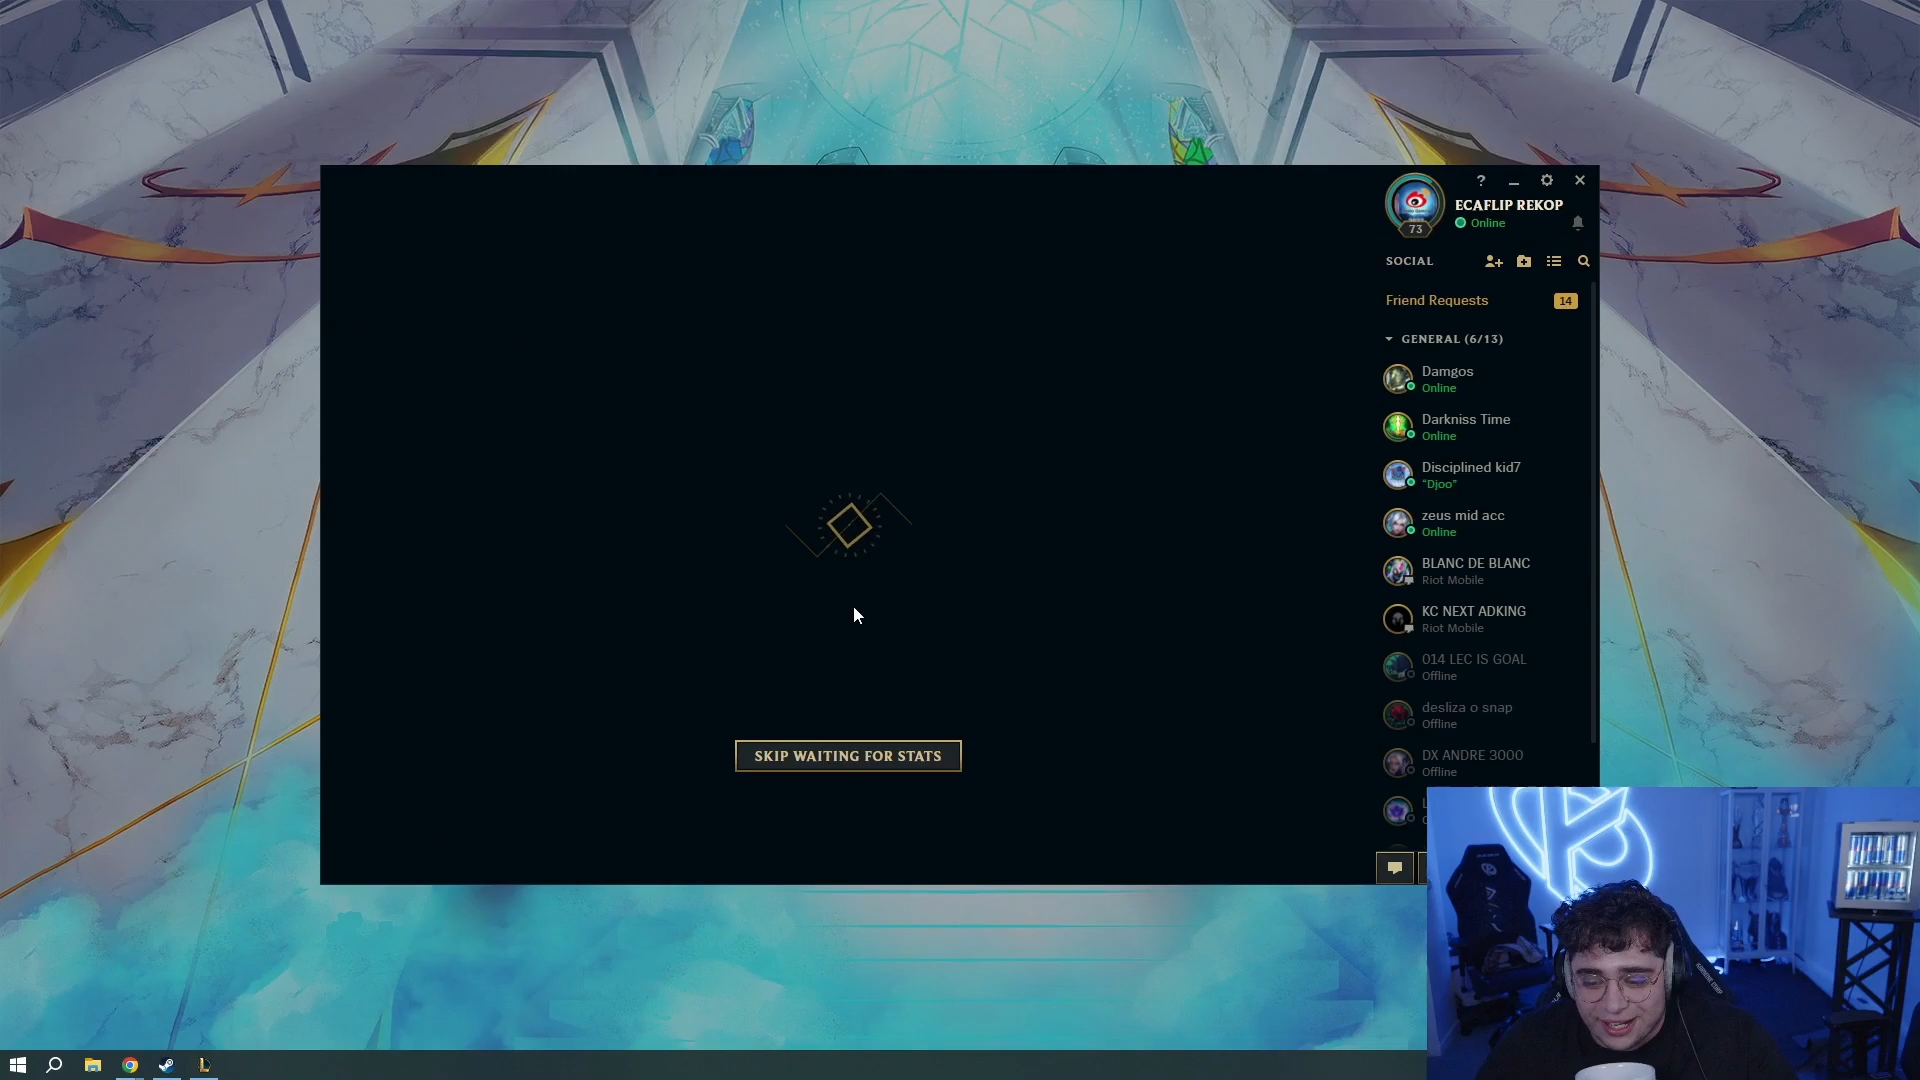 ?
ECAFLIP REKOP
73
Online
SOCIAL
Friend Requests
14
GENERAL (6/13)
Damgos
Online
Darkniss Time
Online
Disciplined kid7
“Djoo”
zeus mid acc
Online
BLANC DE BLANC
Riot Mobile
KC NEXT ADKING
Riot Mobile
014 LEC IS GOAL
Offline
desliza o snap
Offline
DX ANDRE 3000
Offline
SKIP WAITING FOR STATS